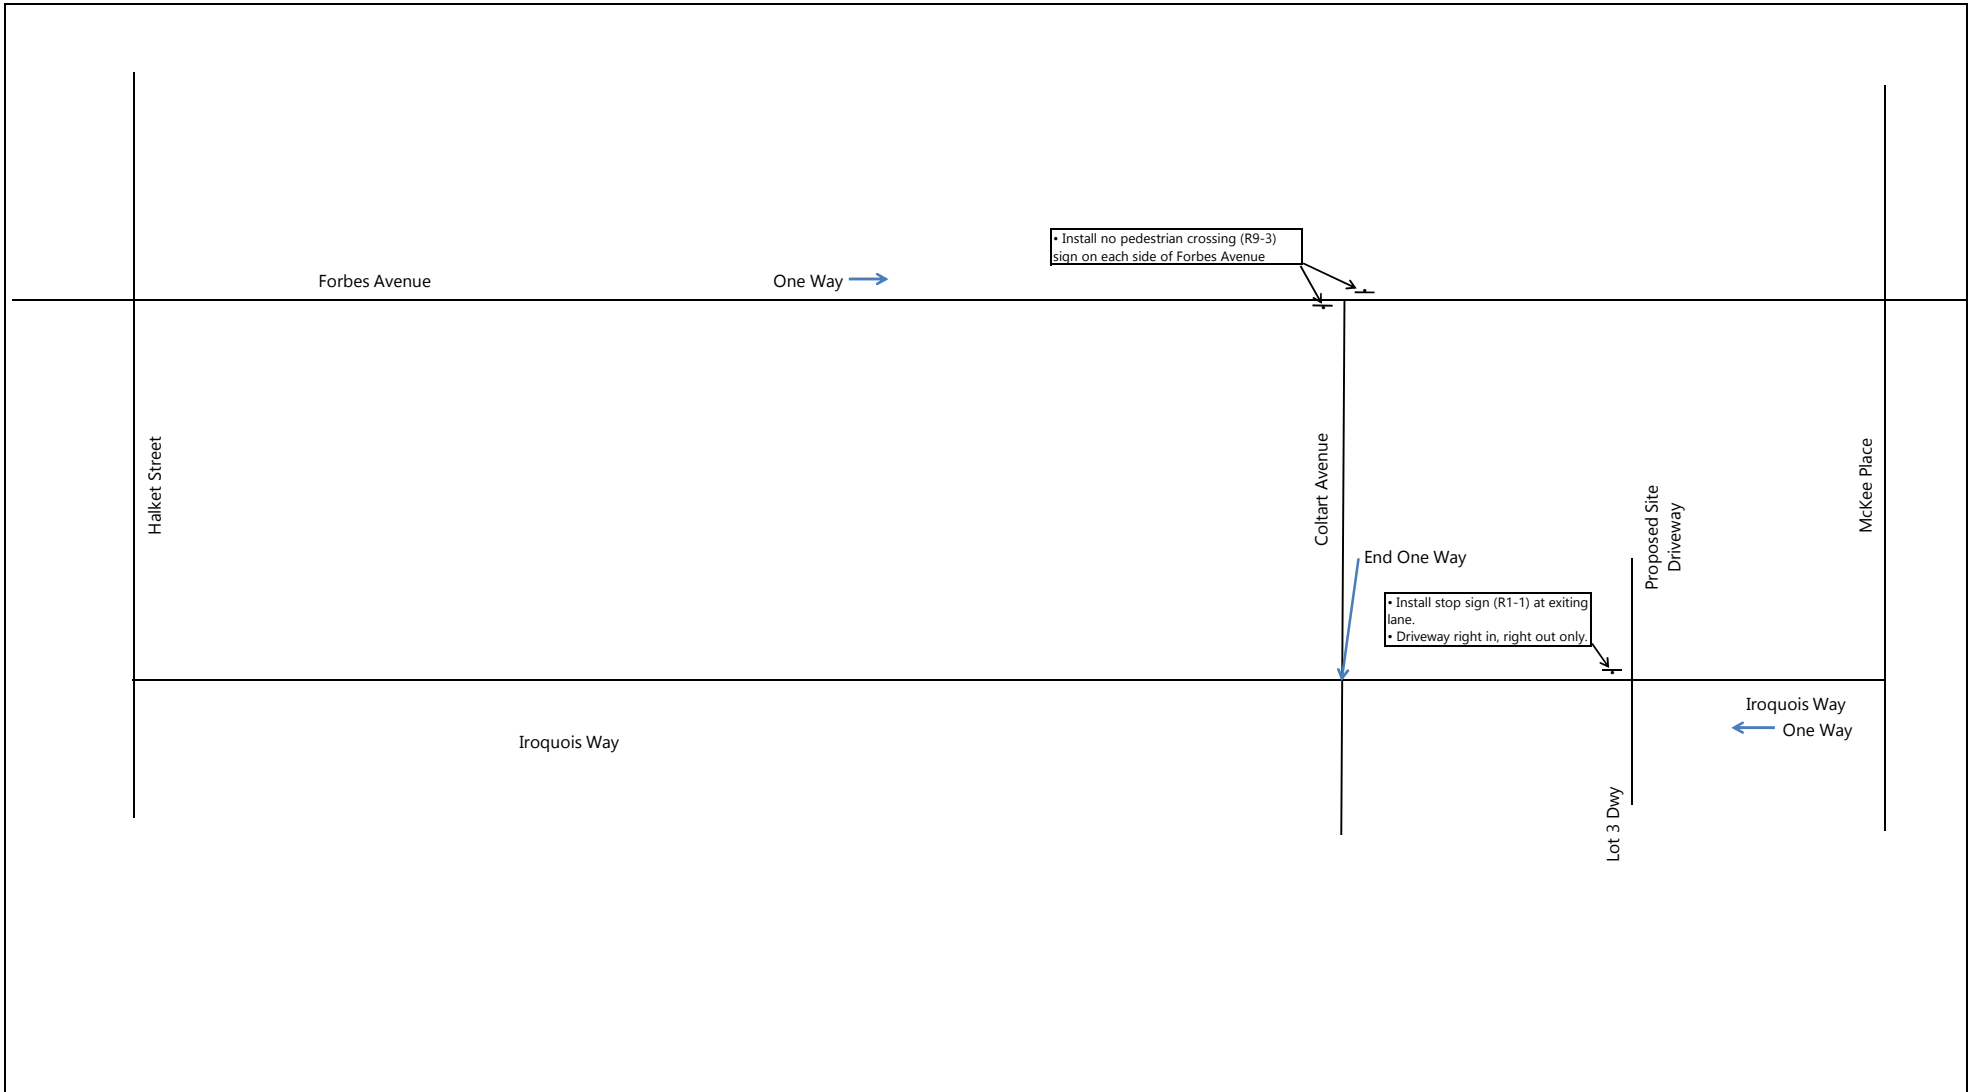 • Install no pedestrian crossing (R9-3)
sign on each side of Forbes Avenue
Forbes Avenue
One Way
Halket Street
Coltart Avenue
McKee Place
Proposed Site
Driveway
End One Way
• Install stop sign (R1-1) at exiting
lane.
• Driveway right in, right out only.
Iroquois Way
One Way
Iroquois Way
Lot 3 Dwy